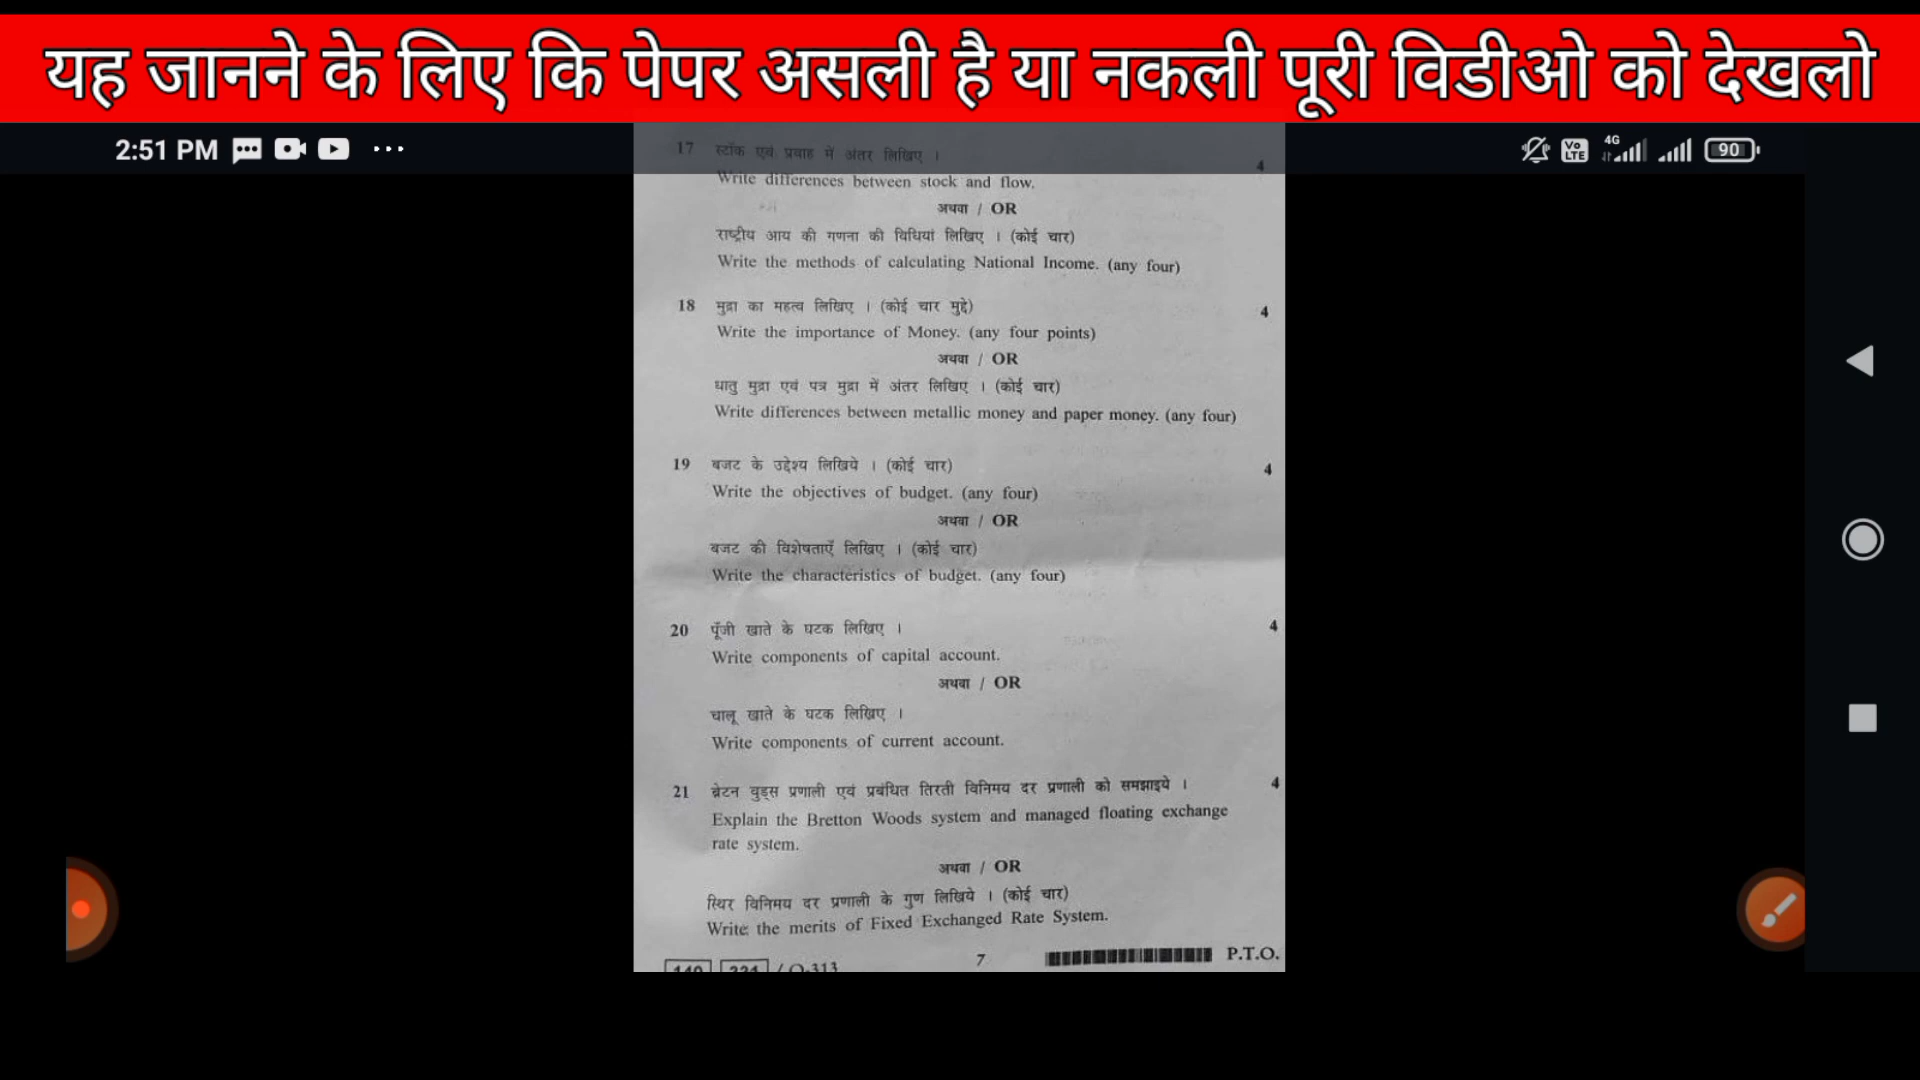 यह जानने के लिए कि पेपर असली है या नकली पूरी विडीओ को देखलो
2:51 PM
4G
Vo LTE
90
17 स्टॉक एवं प्रवाह में अंतर लिखिए । 4
Write differences between stock and flow.
अथवा / OR
राष्ट्रीय आय की गणना की विधियां लिखिए । (कोई चार)
Write the methods of calculating National Income. (any four)
18 मुद्रा का महत्व लिखिए । (कोई चार मुद्दे) 4
Write the importance of Money. (any four points)
अथवा / OR
धातु मुद्रा एवं पत्र मुद्रा में अंतर लिखिए । (कोई चार)
Write differences between metallic money and paper money. (any four)
19 बजट के उद्देश्य लिखिये । (कोई चार) 4
Write the objectives of budget. (any four)
अथवा / OR
बजट की विशेषताएँ लिखिए । (कोई चार)
Write the characteristics of budget. (any four)
20 पूँजी खाते के घटक लिखिए । 4
Write components of capital account.
अथवा / OR
चालू खाते के घटक लिखिए ।
Write components of current account.
21 ब्रेटन वुड्स प्रणाली एवं प्रबंधित तिरती विनिमय दर प्रणाली को समझाइये । 4
Explain the Bretton Woods system and managed floating exchange
rate system.
अथवा / OR
स्थिर विनिमय दर प्रणाली के गुण लिखिये । (कोई चार)
Write the merits of Fixed Exchanged Rate System.
7 P.T.O.